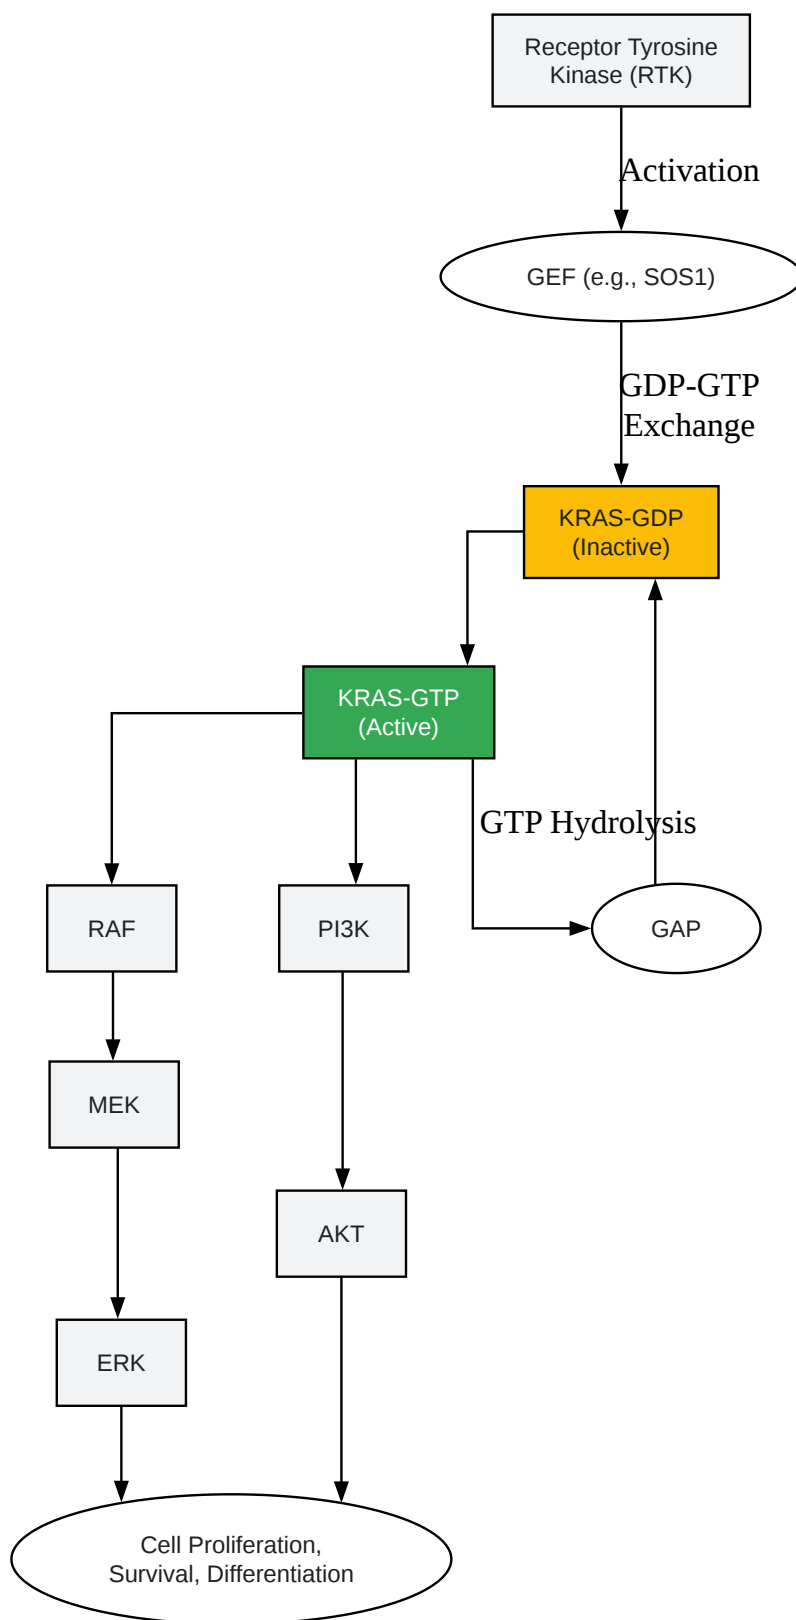 Receptor Tyrosine
Kinase (RTK)
Activation
GEF (e.g., SOS1)
GDP-GTP
Exchange
KRAS-GDP
(Inactive)
KRAS-GTP
(Active)
GTP Hydrolysis
RAF
PI3K
GAP
MEK
AKT
ERK
Cell Proliferation,
Survival, Differentiation